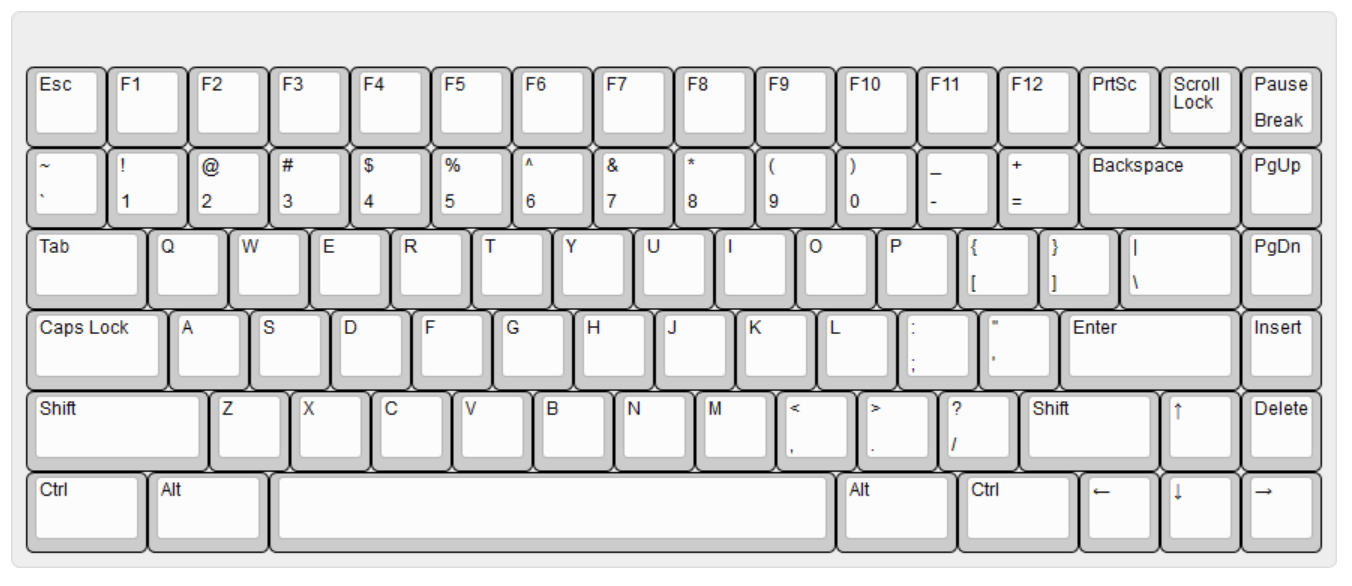 Esc F1 F2 F3 F4 F5 F6 F7 F8 F9 F10 F11 F12 PrtSc Scroll Pause
Lock
Break
~ ! @ # $ % ^ & * ( ) _ + Backspace PgUp
` 1 2 3 4 5 6 7 8 9 0 - =
Tab Q W E R T Y U I O P { } | PgDn
[ ] \
Caps Lock A S D F G H J K L : " Enter Insert
; '
Shift Z X C V B N M < > ? Shift ↑ Delete
, . /
Ctrl Alt Alt Ctrl ← ↓ →